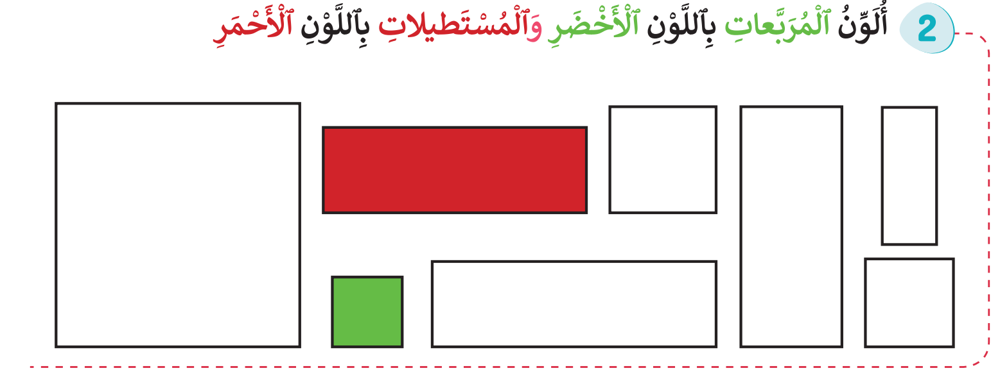 2 أُلَوِّنُ ٱلْمُرَبَّعاتِ بِٱللَّوْنِ ٱلْأَخْضَرِ وَٱلْمُسْتَطيلاتِ بِٱللَّوْنِ ٱلْأَحْمَرِ